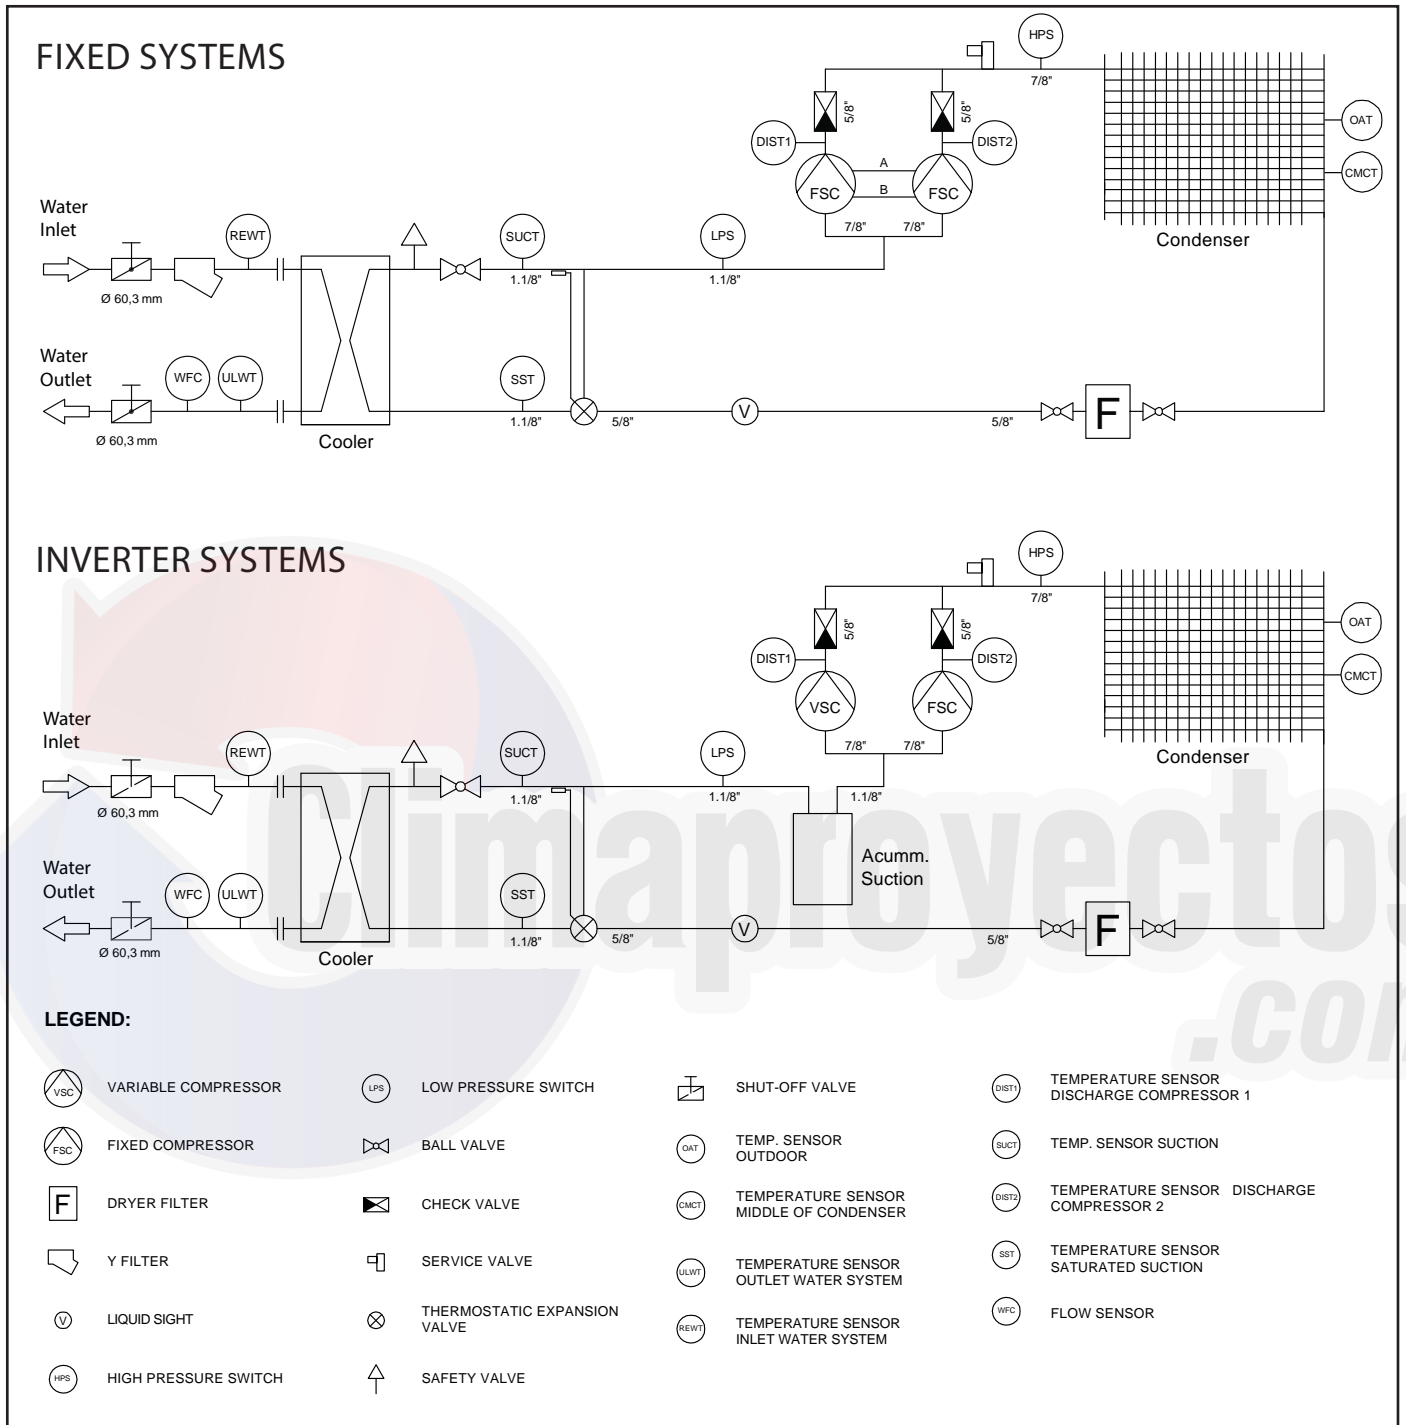 FIXED SYSTEMS
HPS
7/8"
5/8"
5/8"
OAT
DIST1
DIST2
CMCT
A
B
FSC
FSC
7/8"
7/8"
Condenser
Water
Inlet
REWT
SUCT
LPS
1.1/8"
1.1/8"
Ø 60,3 mm
Water
Outlet
WFC
ULWT
SST
V
F
1.1/8"
5/8"
5/8"
Ø 60,3 mm
Cooler
INVERTER SYSTEMS
HPS
7/8"
5/8"
5/8"
OAT
DIST1
DIST2
CMCT
VSC
FSC
7/8"
7/8"
Condenser
Water
Inlet
REWT
SUCT
LPS
1.1/8"
1.1/8"
1.1/8"
Ø 60,3 mm
Acumm.
Suction
Water
Outlet
WFC
ULWT
SST
V
F
1.1/8"
5/8"
5/8"
Ø 60,3 mm
Cooler
Climaproyectos
.com
LEGEND:
VSC VARIABLE COMPRESSOR
FSC FIXED COMPRESSOR
F DRYER FILTER
Y FILTER
V LIQUID SIGHT
HPS HIGH PRESSURE SWITCH
LPS LOW PRESSURE SWITCH
BALL VALVE
CHECK VALVE
SERVICE VALVE
THERMOSTATIC EXPANSION
VALVE
SAFETY VALVE
SHUT-OFF VALVE
OAT TEMP. SENSOR
OUTDOOR
CMCT TEMPERATURE SENSOR
MIDDLE OF CONDENSER
ULWT TEMPERATURE SENSOR
OUTLET WATER SYSTEM
REWT TEMPERATURE SENSOR
INLET WATER SYSTEM
DIST1 TEMPERATURE SENSOR
DISCHARGE COMPRESSOR 1
SUCT TEMP. SENSOR SUCTION
DIST2 TEMPERATURE SENSOR DISCHARGE
COMPRESSOR 2
SST TEMPERATURE SENSOR
SATURATED SUCTION
WFC FLOW SENSOR